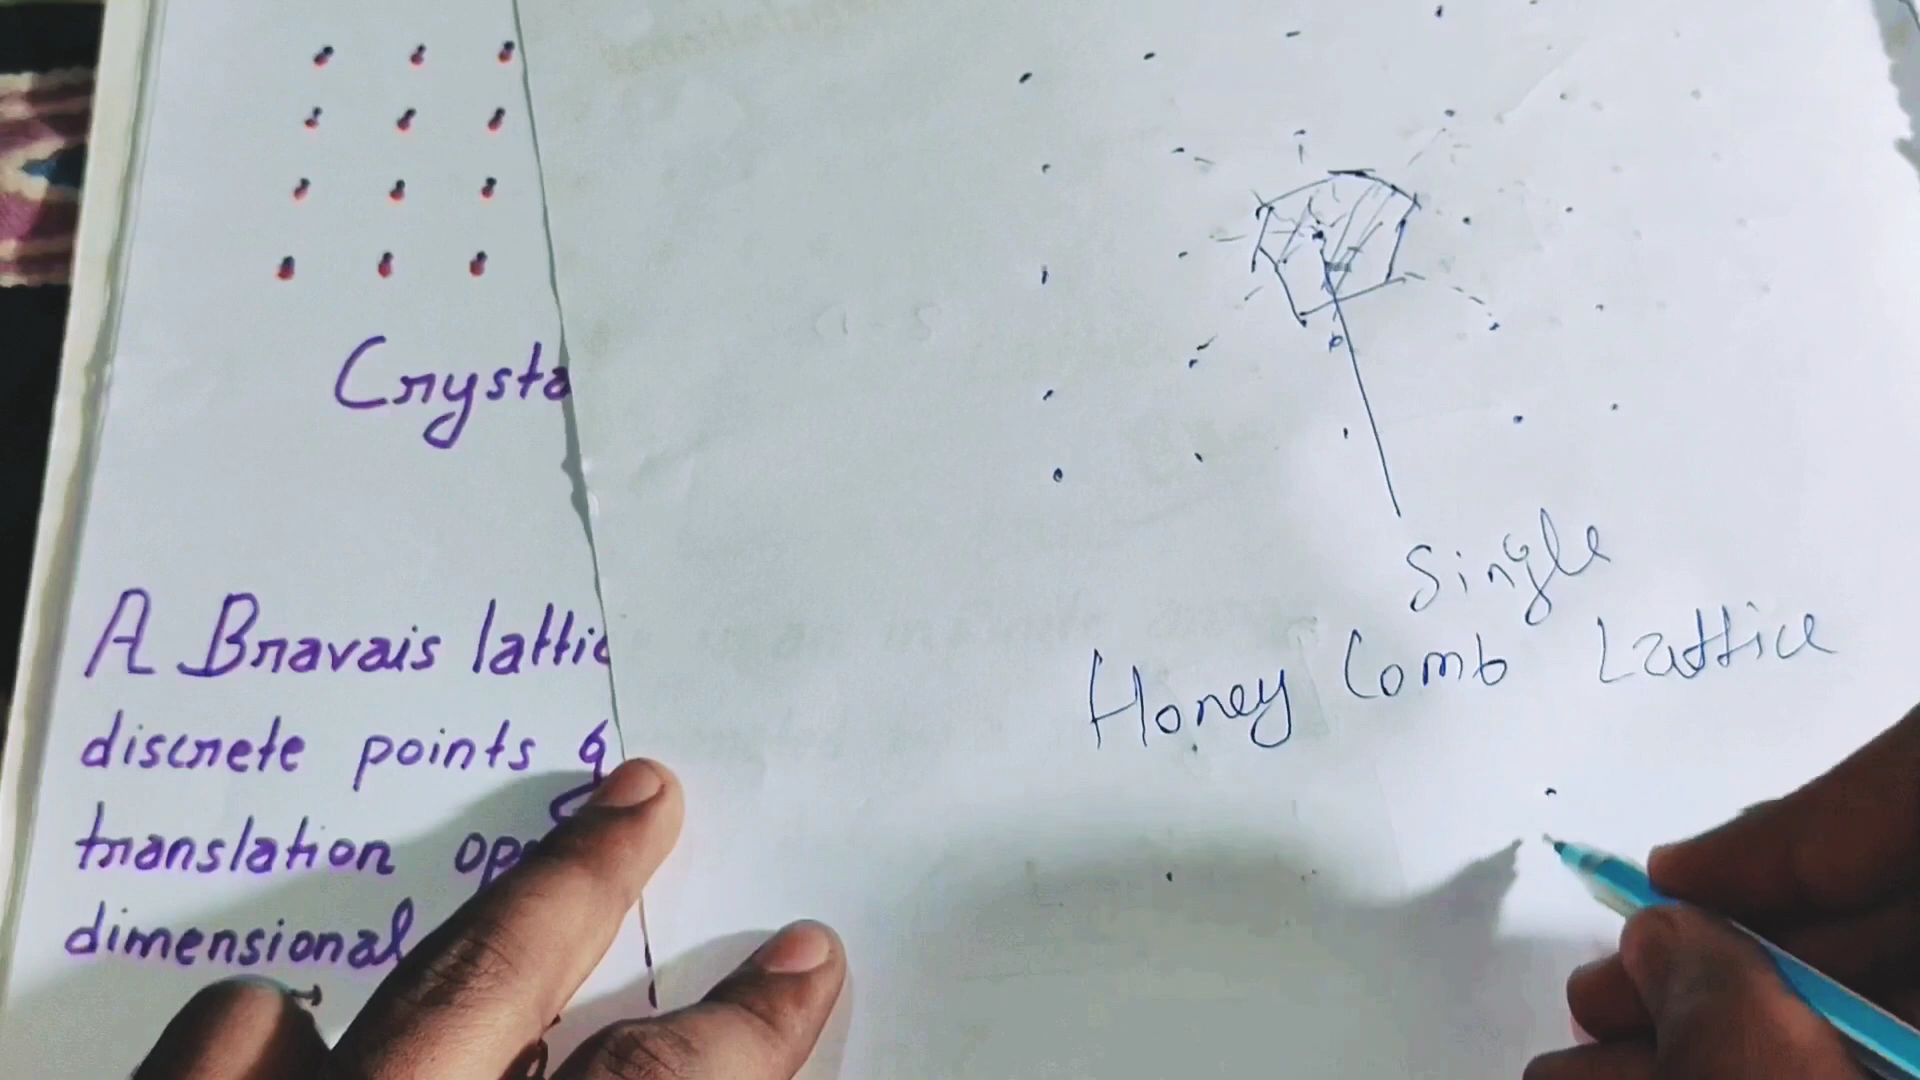 Crysta
A Bravais lattic
discrete points
translation op
dimensional
Single
Honey Comb Lattice